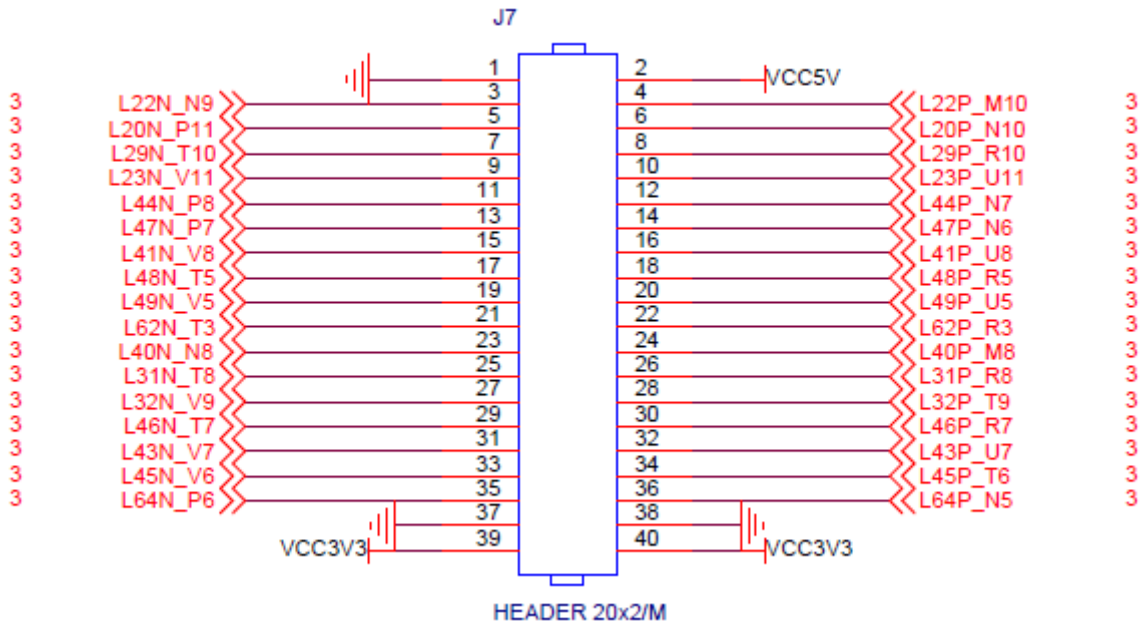 J7
1 2 VCC5V
3 L22N_N9 3 4 L22P_M10 3
3 L20N_P11 5 6 L20P_N10 3
3 L29N_T10 7 8 L29P_R10 3
3 L23N_V11 9 10 L23P_U11 3
3 L44N_P8 11 12 L44P_N7 3
3 L47N_P7 13 14 L47P_N6 3
3 L41N_V8 15 16 L41P_U8 3
3 L48N_T5 17 18 L48P_R5 3
3 L49N_V5 19 20 L49P_U5 3
3 L62N_T3 21 22 L62P_R3 3
3 L40N_N8 23 24 L40P_M8 3
3 L31N_T8 25 26 L31P_R8 3
3 L32N_V9 27 28 L32P_T9 3
3 L46N_T7 29 30 L46P_R7 3
3 L43N_V7 31 32 L43P_U7 3
3 L45N_V6 33 34 L45P_T6 3
3 L64N_P6 35 36 L64P_N5 3
37 38
VCC3V3 39 40 VCC3V3
HEADER 20x2/M